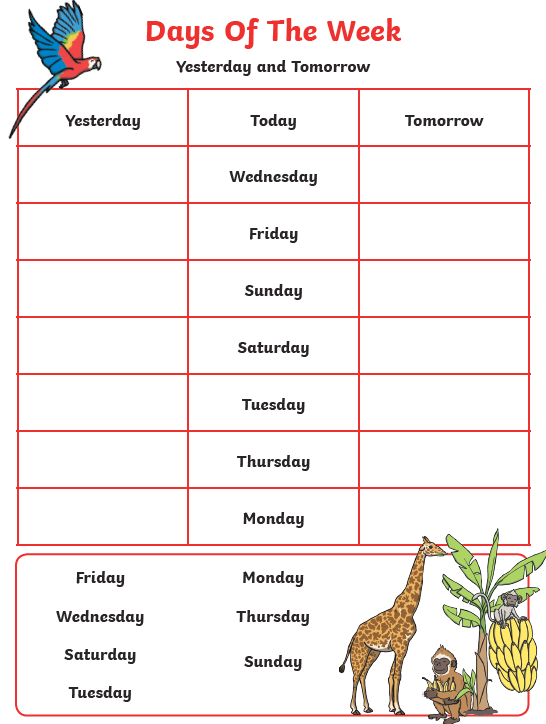 Days Of The Week
Yesterday and Tomorrow
Yesterday Today Tomorrow
Wednesday
Friday
Sunday
Saturday
Tuesday
Thursday
Monday
Friday Monday
Wednesday Thursday
Saturday Sunday
Tuesday